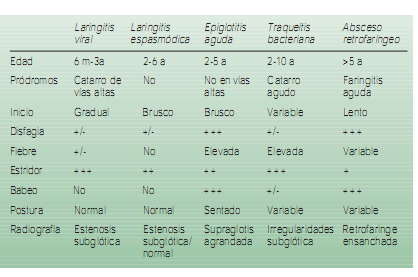 Laringitis viral Laringitis espasmódica Epiglotitis aguda Traqueítis bacteriana Absceso retrofaríngeo
Edad 6 m-3a 2-6 a 2-5 a 2-10 a >5 a
Pródromos Catarro de vías altas No No en vías altas Catarro agudo Faringitis aguda
Inicio Gradual Brusco Brusco Variable Lento
Disfagia +/- +/- +++ +/- +++
Fiebre +/- No Elevada Elevada Variable
Estridor +++ ++ ++ +++ +
Babeo No No +++ +/- +++
Postura Normal Normal Sentado Variable Variable
Radiografía Estenosis subglótica Estenosis subglótica/ normal Supraglotis agrandada Irregularidades subglótica Retrofaringe ensanchada